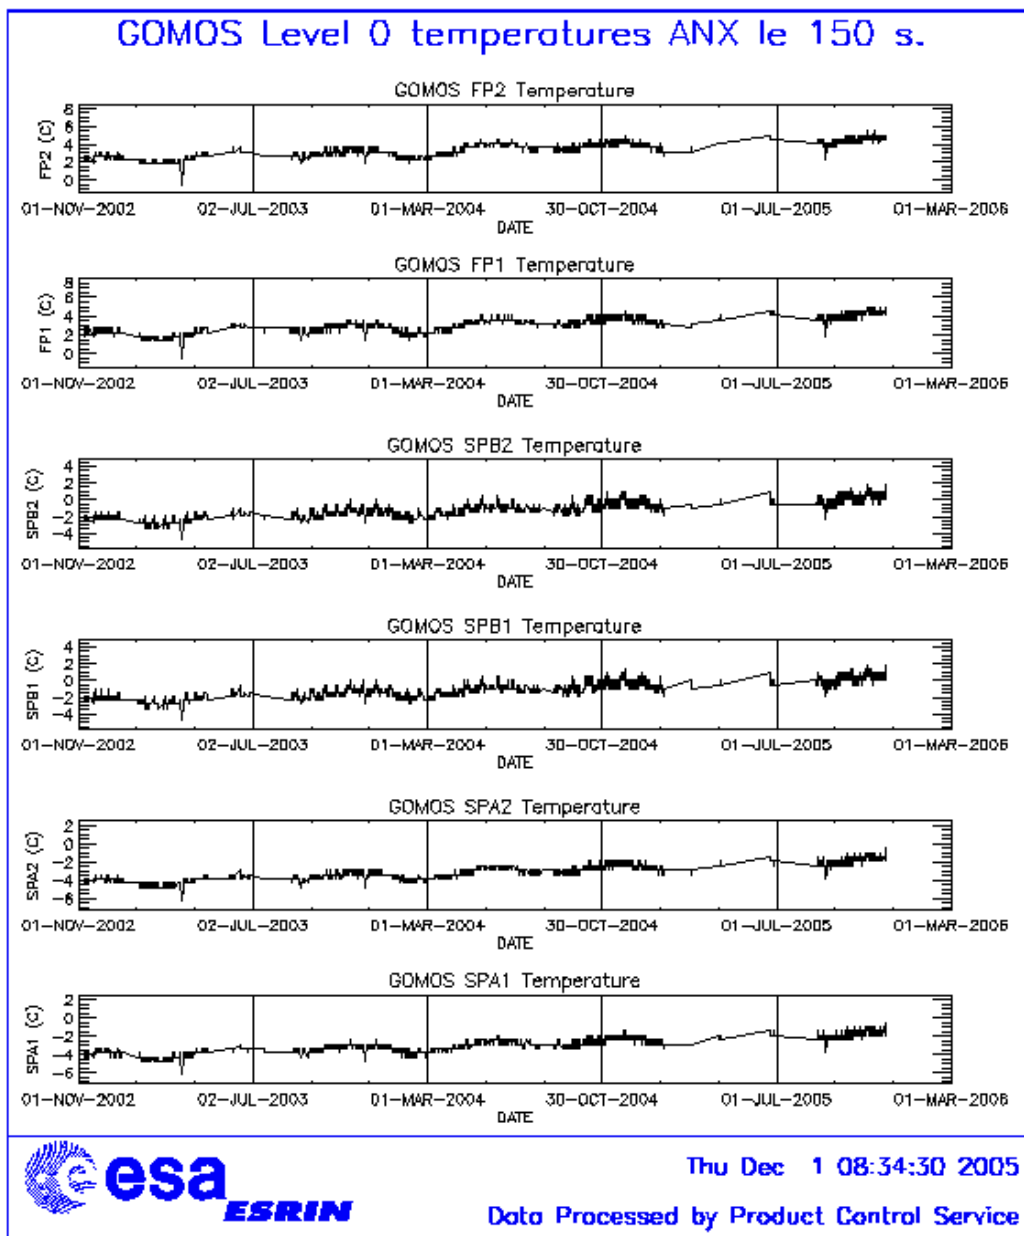 GOMOS Level 0 temperatures ANX le 150 s.
GOMOS FP2 Temperature
8
6
4
2
0
FP2 (C)
01-NOV-2002 02-JUL-2003 01-MAR-2004 30-OCT-2004 01-JUL-2005 01-MAR-2006
DATE
GOMOS FP1 Temperature
8
6
4
2
0
FP1 (C)
01-NOV-2002 02-JUL-2003 01-MAR-2004 30-OCT-2004 01-JUL-2005 01-MAR-2006
DATE
GOMOS SPB2 Temperature
4
2
0
-2
-4
SPB2 (C)
01-NOV-2002 02-JUL-2003 01-MAR-2004 30-OCT-2004 01-JUL-2005 01-MAR-2006
DATE
GOMOS SPB1 Temperature
4
2
0
-2
-4
SPB1 (C)
01-NOV-2002 02-JUL-2003 01-MAR-2004 30-OCT-2004 01-JUL-2005 01-MAR-2006
DATE
GOMOS SPA2 Temperature
2
0
-2
-4
-6
SPA2 (C)
01-NOV-2002 02-JUL-2003 01-MAR-2004 30-OCT-2004 01-JUL-2005 01-MAR-2006
DATE
GOMOS SPA1 Temperature
2
0
-2
-4
-6
SPA1 (C)
01-NOV-2002 02-JUL-2003 01-MAR-2004 30-OCT-2004 01-JUL-2005 01-MAR-2006
DATE
esa
ESRIN
Thu Dec 1 08:34:30 2005
Data Processed by Product Control Service